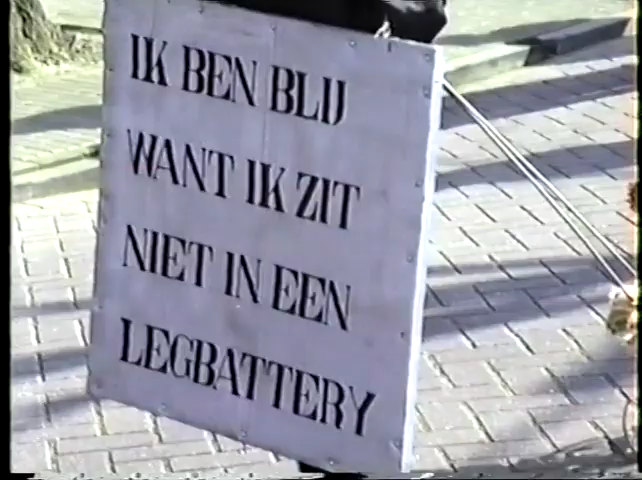 IK BEN BLIJ
WANT IK ZIT
NIET IN EEN
LEGBATTERY